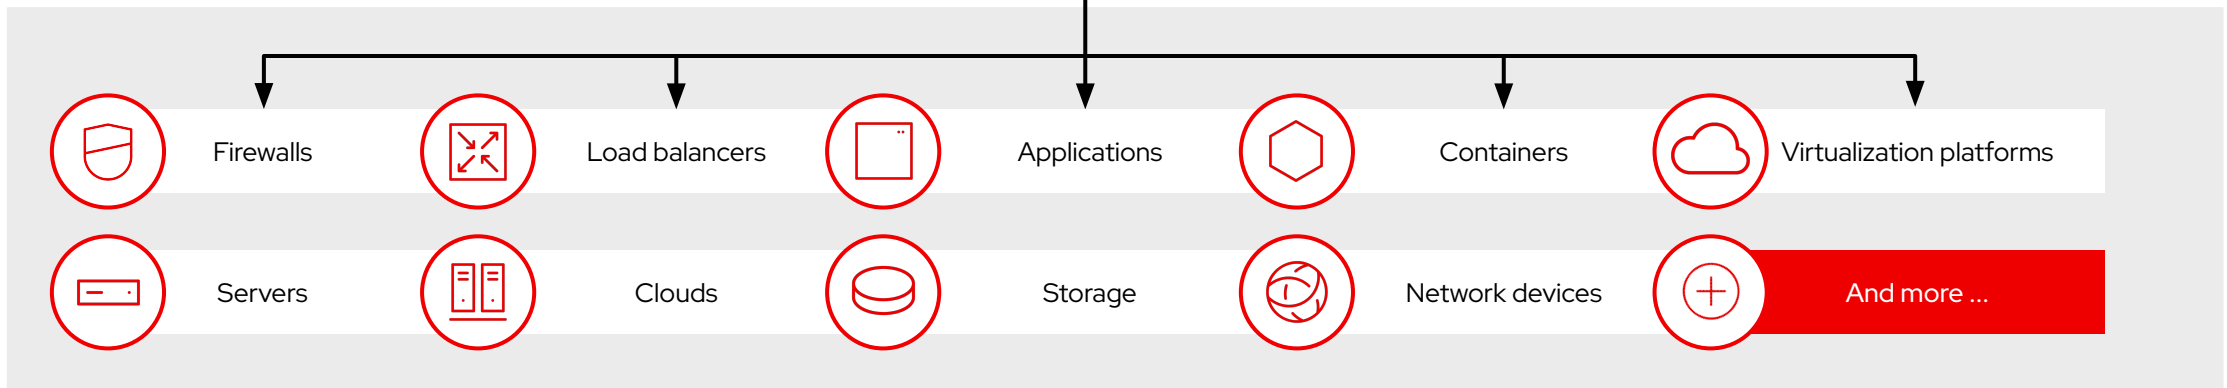 Firewalls
Load balancers
Applications
Containers
Virtualization platforms
Servers
Clouds
Storage
Network devices
And more ...